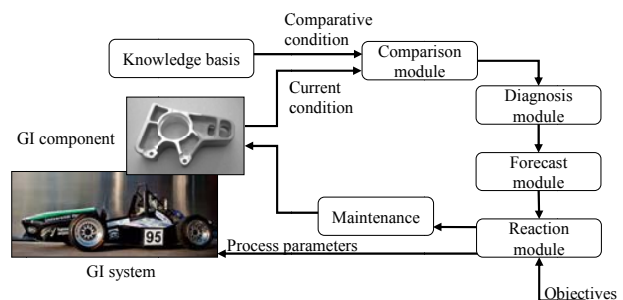 Comparative
condition
Knowledge basis
Comparison
module
Current
condition
Diagnosis
module
GI component
Forecast
module
Maintenance
Reaction
module
95
Process parameters
GI system
Objectives